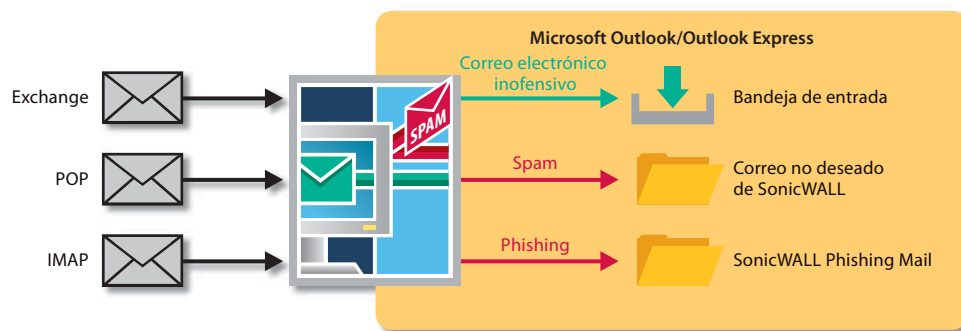 Microsoft Outlook/Outlook Express
Exchange
Correo electrónico
inofensivo
Bandeja de entrada
SPAM
POP
Spam
Correo no deseado
de SonicWALL
IMAP
Phishing
SonicWALL Phishing Mail